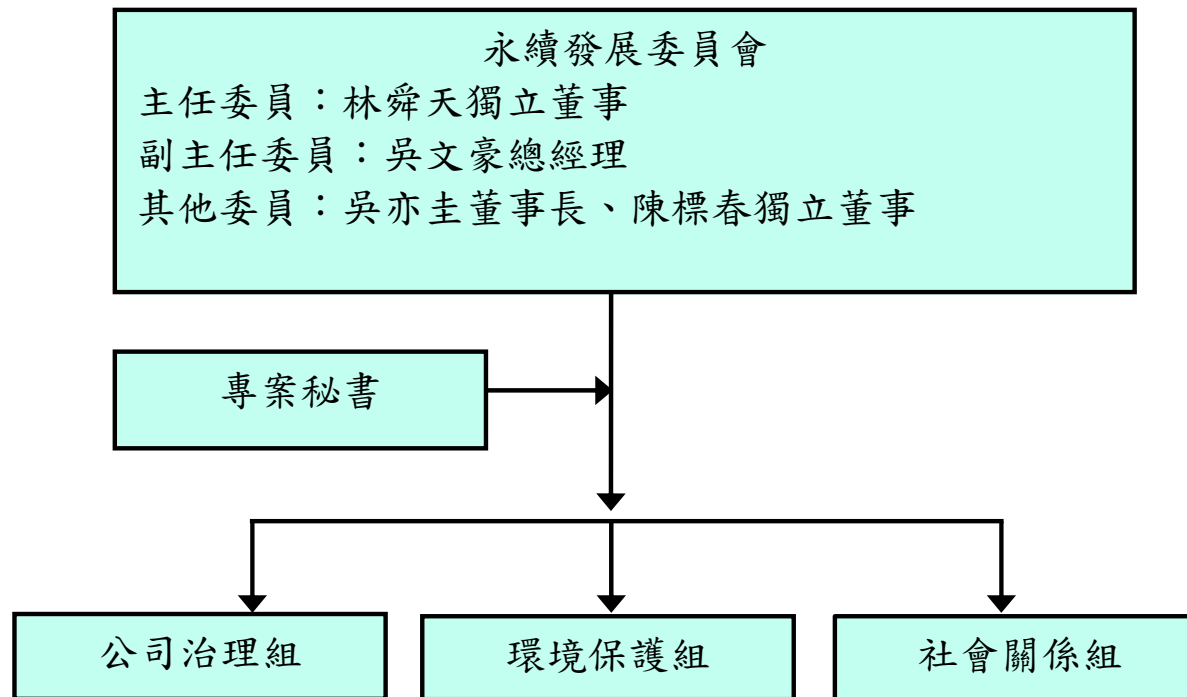 永續發展委員會
主任委員：林舜天獨立董事
副主任委員：吳文豪總經理
其他委員：吳亦圭董事長、陳標春獨立董事
專案秘書
公司治理組
環境保護組
社會關係組